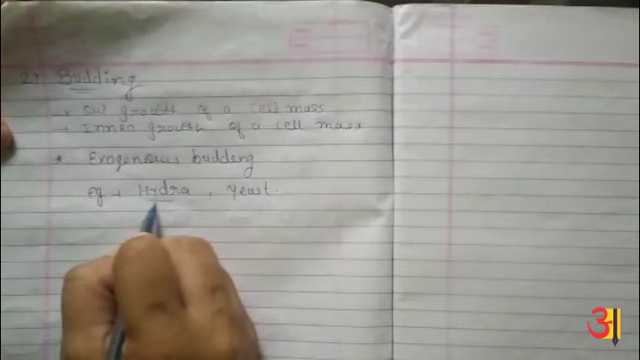 2. Budding
. Out growth of a cell mass
. Inner growth of a cell mass
* Exogenous budding
Eg , Hydra , Yeast.